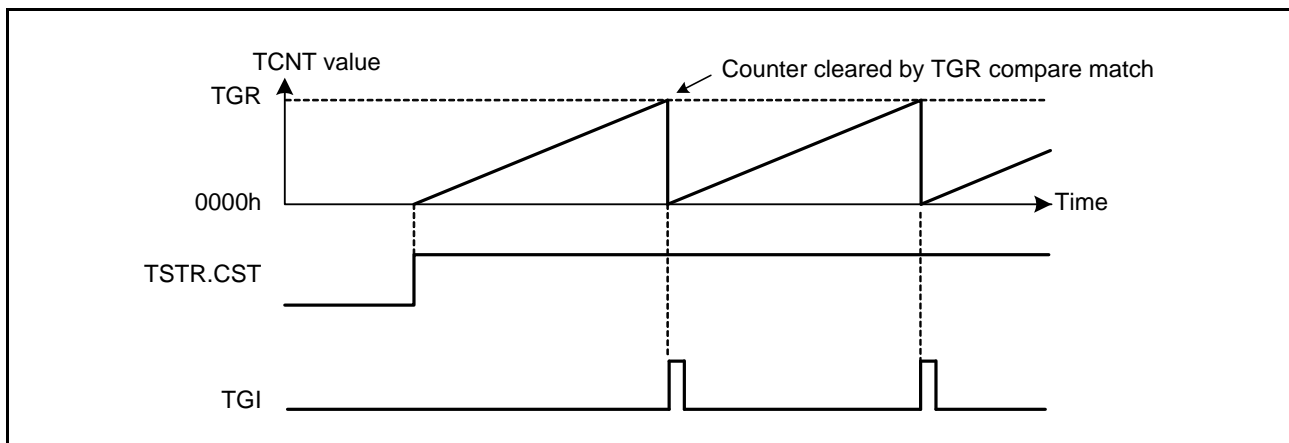 TCNT value
Counter cleared by TGR compare match
TGR
0000h
Time
TSTR.CST
TGI